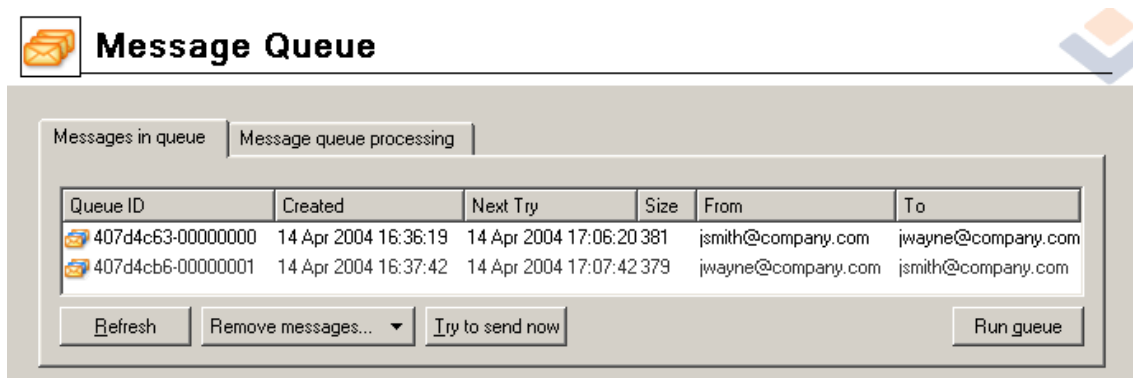 Message Queue
Messages in queue Message queue processing
Queue ID Created Next Try Size From To
407d4c63-00000000 14 Apr 2004 16:36:19 14 Apr 2004 17:06:20 381 jsmith@company.com jwayne@company.com
407d4cb6-00000001 14 Apr 2004 16:37:42 14 Apr 2004 17:07:42 379 jwayne@company.com jsmith@company.com
Refresh Remove messages... Try to send now Run queue